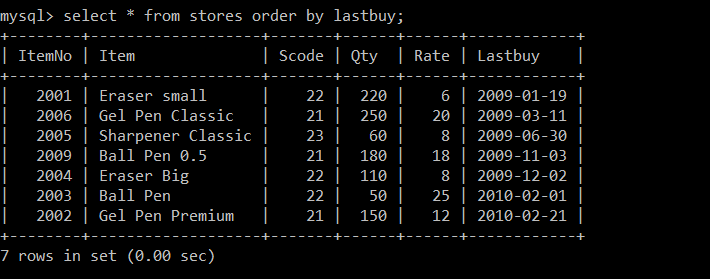 mysql> select * from stores order by lastbuy;
+--------+-------------------+-------+------+------+------------+
| ItemNo | Item              | Scode | Qty  | Rate | Lastbuy    |
+--------+-------------------+-------+------+------+------------+
|   2001 | Eraser small      |    22 |  220 |    6 | 2009-01-19 |
|   2006 | Gel Pen Classic   |    21 |  250 |   20 | 2009-03-11 |
|   2005 | Sharpener Classic |    23 |   60 |    8 | 2009-06-30 |
|   2009 | Ball Pen 0.5      |    21 |  180 |   18 | 2009-11-03 |
|   2004 | Eraser Big        |    22 |  110 |    8 | 2009-12-02 |
|   2003 | Ball Pen          |    22 |   50 |   25 | 2010-02-01 |
|   2002 | Gel Pen Premium   |    21 |  150 |   12 | 2010-02-21 |
+--------+-------------------+-------+------+------+------------+
7 rows in set (0.00 sec)